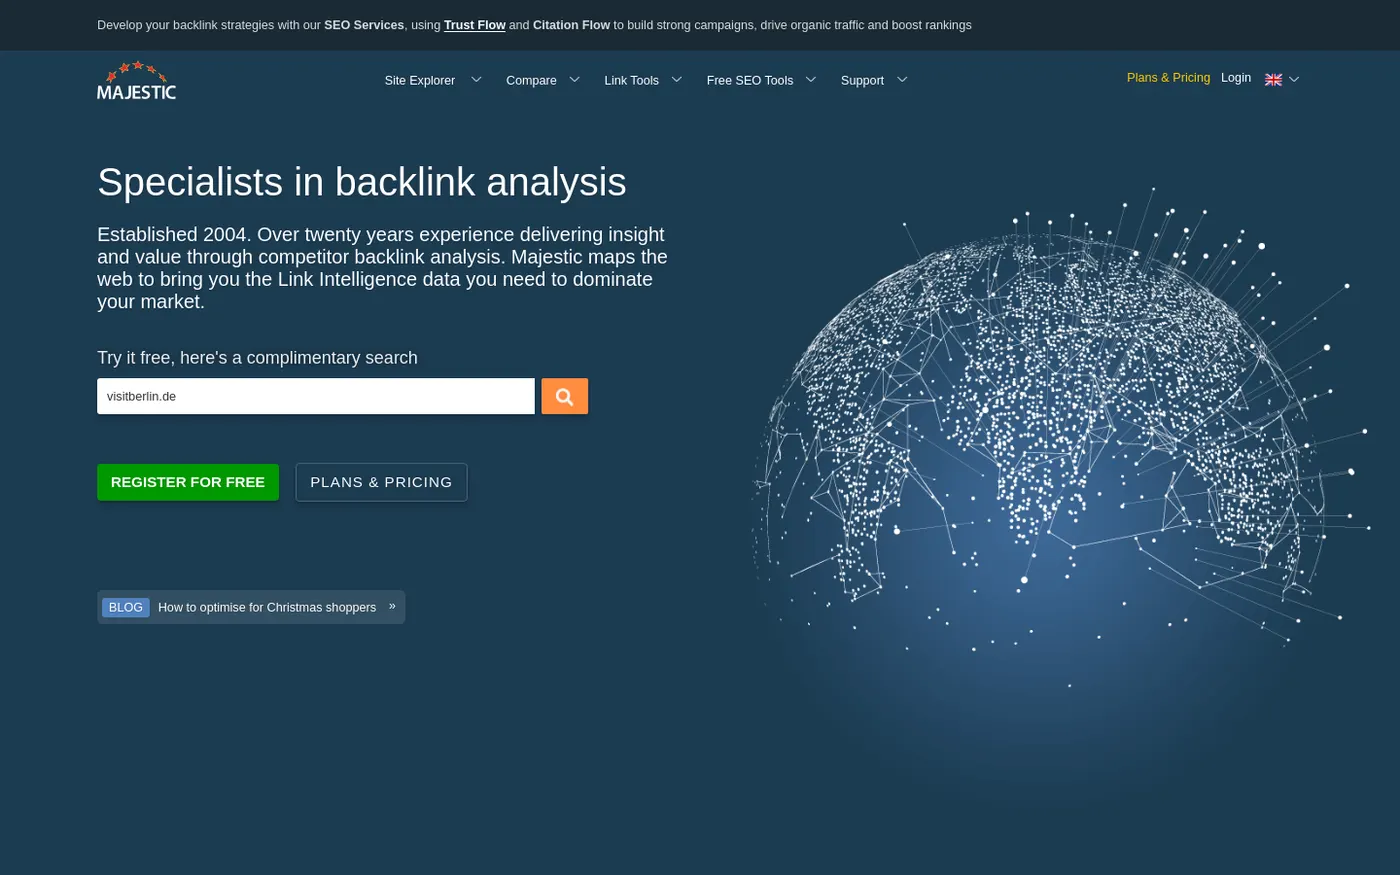 Develop your backlink strategies with our SEO Services, using Trust Flow and Citation Flow to build strong campaigns, drive organic traffic and boost rankings
MAJESTIC
Site Explorer
Compare
Link Tools
Free SEO Tools
Support
Plans & Pricing
Login
Specialists in backlink analysis
Established 2004. Over twenty years experience delivering insight
and value through competitor backlink analysis. Majestic maps the
web to bring you the Link Intelligence data you need to dominate
your market.
Try it free, here's a complimentary search
visitberlin.de
REGISTER FOR FREE
PLANS & PRICING
BLOG How to optimise for Christmas shoppers »